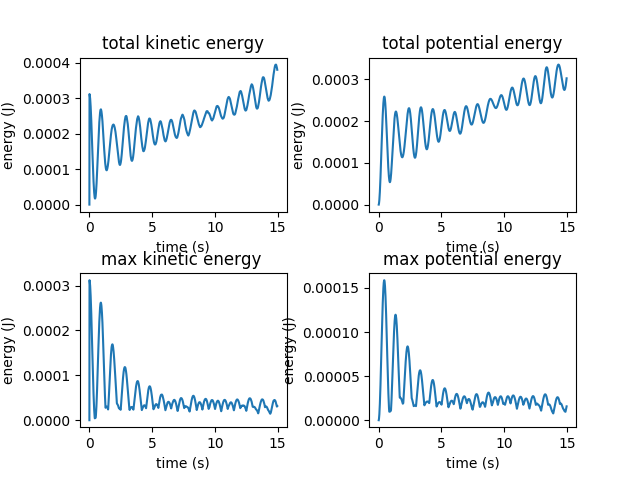 total kinetic energy
energy (J)
0.0004
0.0003
0.0002
0.0001
0.0000
0 5 10 15
time (s)
total potential energy
energy (J)
0.0003
0.0002
0.0001
0.0000
0 5 10 15
time (s)
max kinetic energy
energy (J)
0.0003
0.0002
0.0001
0.0000
0 5 10 15
time (s)
max potential energy
energy (J)
0.00015
0.00010
0.00005
0.00000
0 5 10 15
time (s)